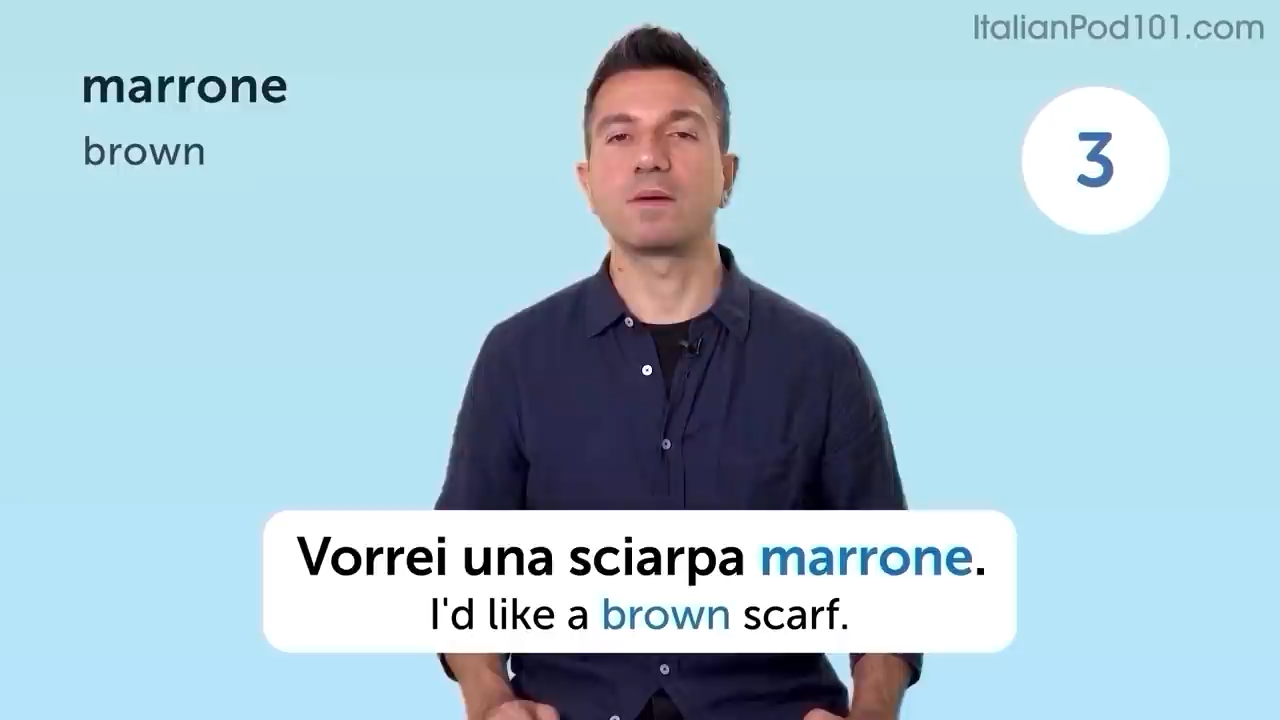 ItalianPod101.com
marrone
brown
3
Vorrei una sciarpa marrone.
I'd like a brown scarf.